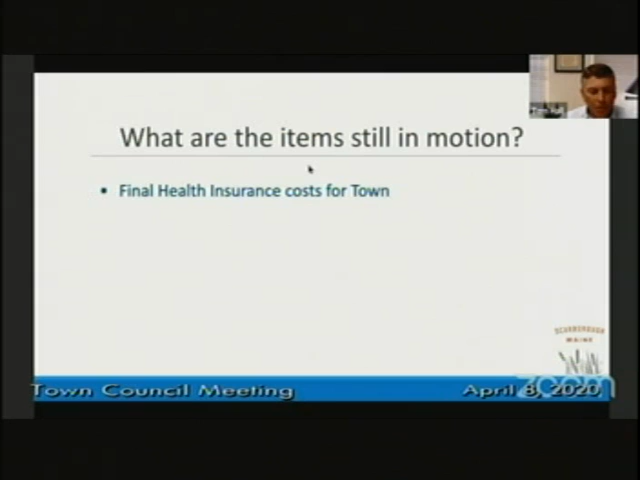 What are the items still in motion?
• Final Health Insurance costs for Town
SCARBOROUGH
MAINE
zoom
Town Council Meeting
April 8, 2020